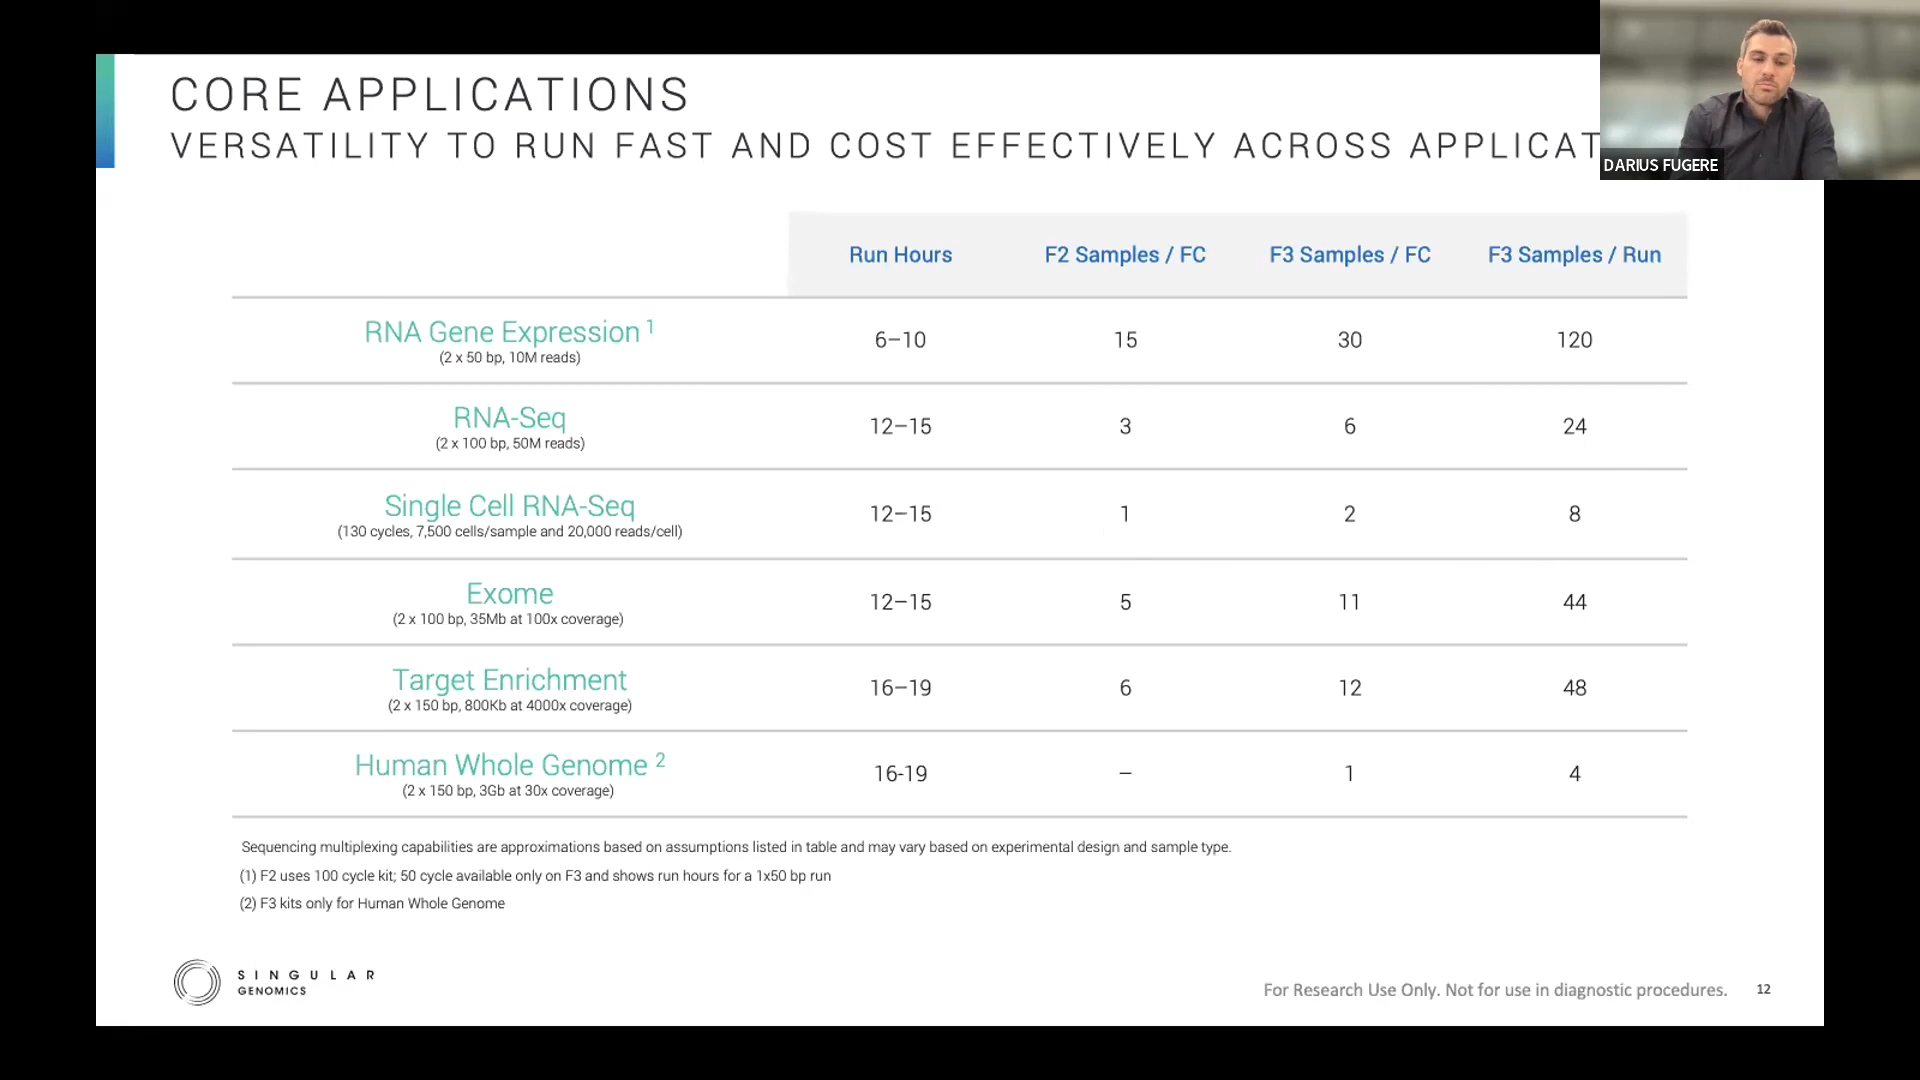 CORE APPLICATIONS
VERSATILITY TO RUN FAST AND COST EFFECTIVELY ACROSS APPLICAT
DARIUS FUGERE
Run Hours F2 Samples / FC F3 Samples / FC F3 Samples / Run
RNA Gene Expression 1 6–10 15 30 120
(2 x 50 bp, 10M reads)
RNA-Seq 12–15 3 6 24
(2 x 100 bp, 50M reads)
Single Cell RNA-Seq 12–15 1 2 8
(130 cycles, 7,500 cells/sample and 20,000 reads/cell)
Exome 12–15 5 11 44
(2 x 100 bp, 35Mb at 100x coverage)
Target Enrichment 16–19 6 12 48
(2 x 150 bp, 800Kb at 4000x coverage)
Human Whole Genome 2 16-19 – 1 4
(2 x 150 bp, 3Gb at 30x coverage)
Sequencing multiplexing capabilities are approximations based on assumptions listed in table and may vary based on experimental design and sample type.
(1) F2 uses 100 cycle kit; 50 cycle available only on F3 and shows run hours for a 1x50 bp run
(2) F3 kits only for Human Whole Genome
SINGULAR
GENOMICS
For Research Use Only. Not for use in diagnostic procedures. 12